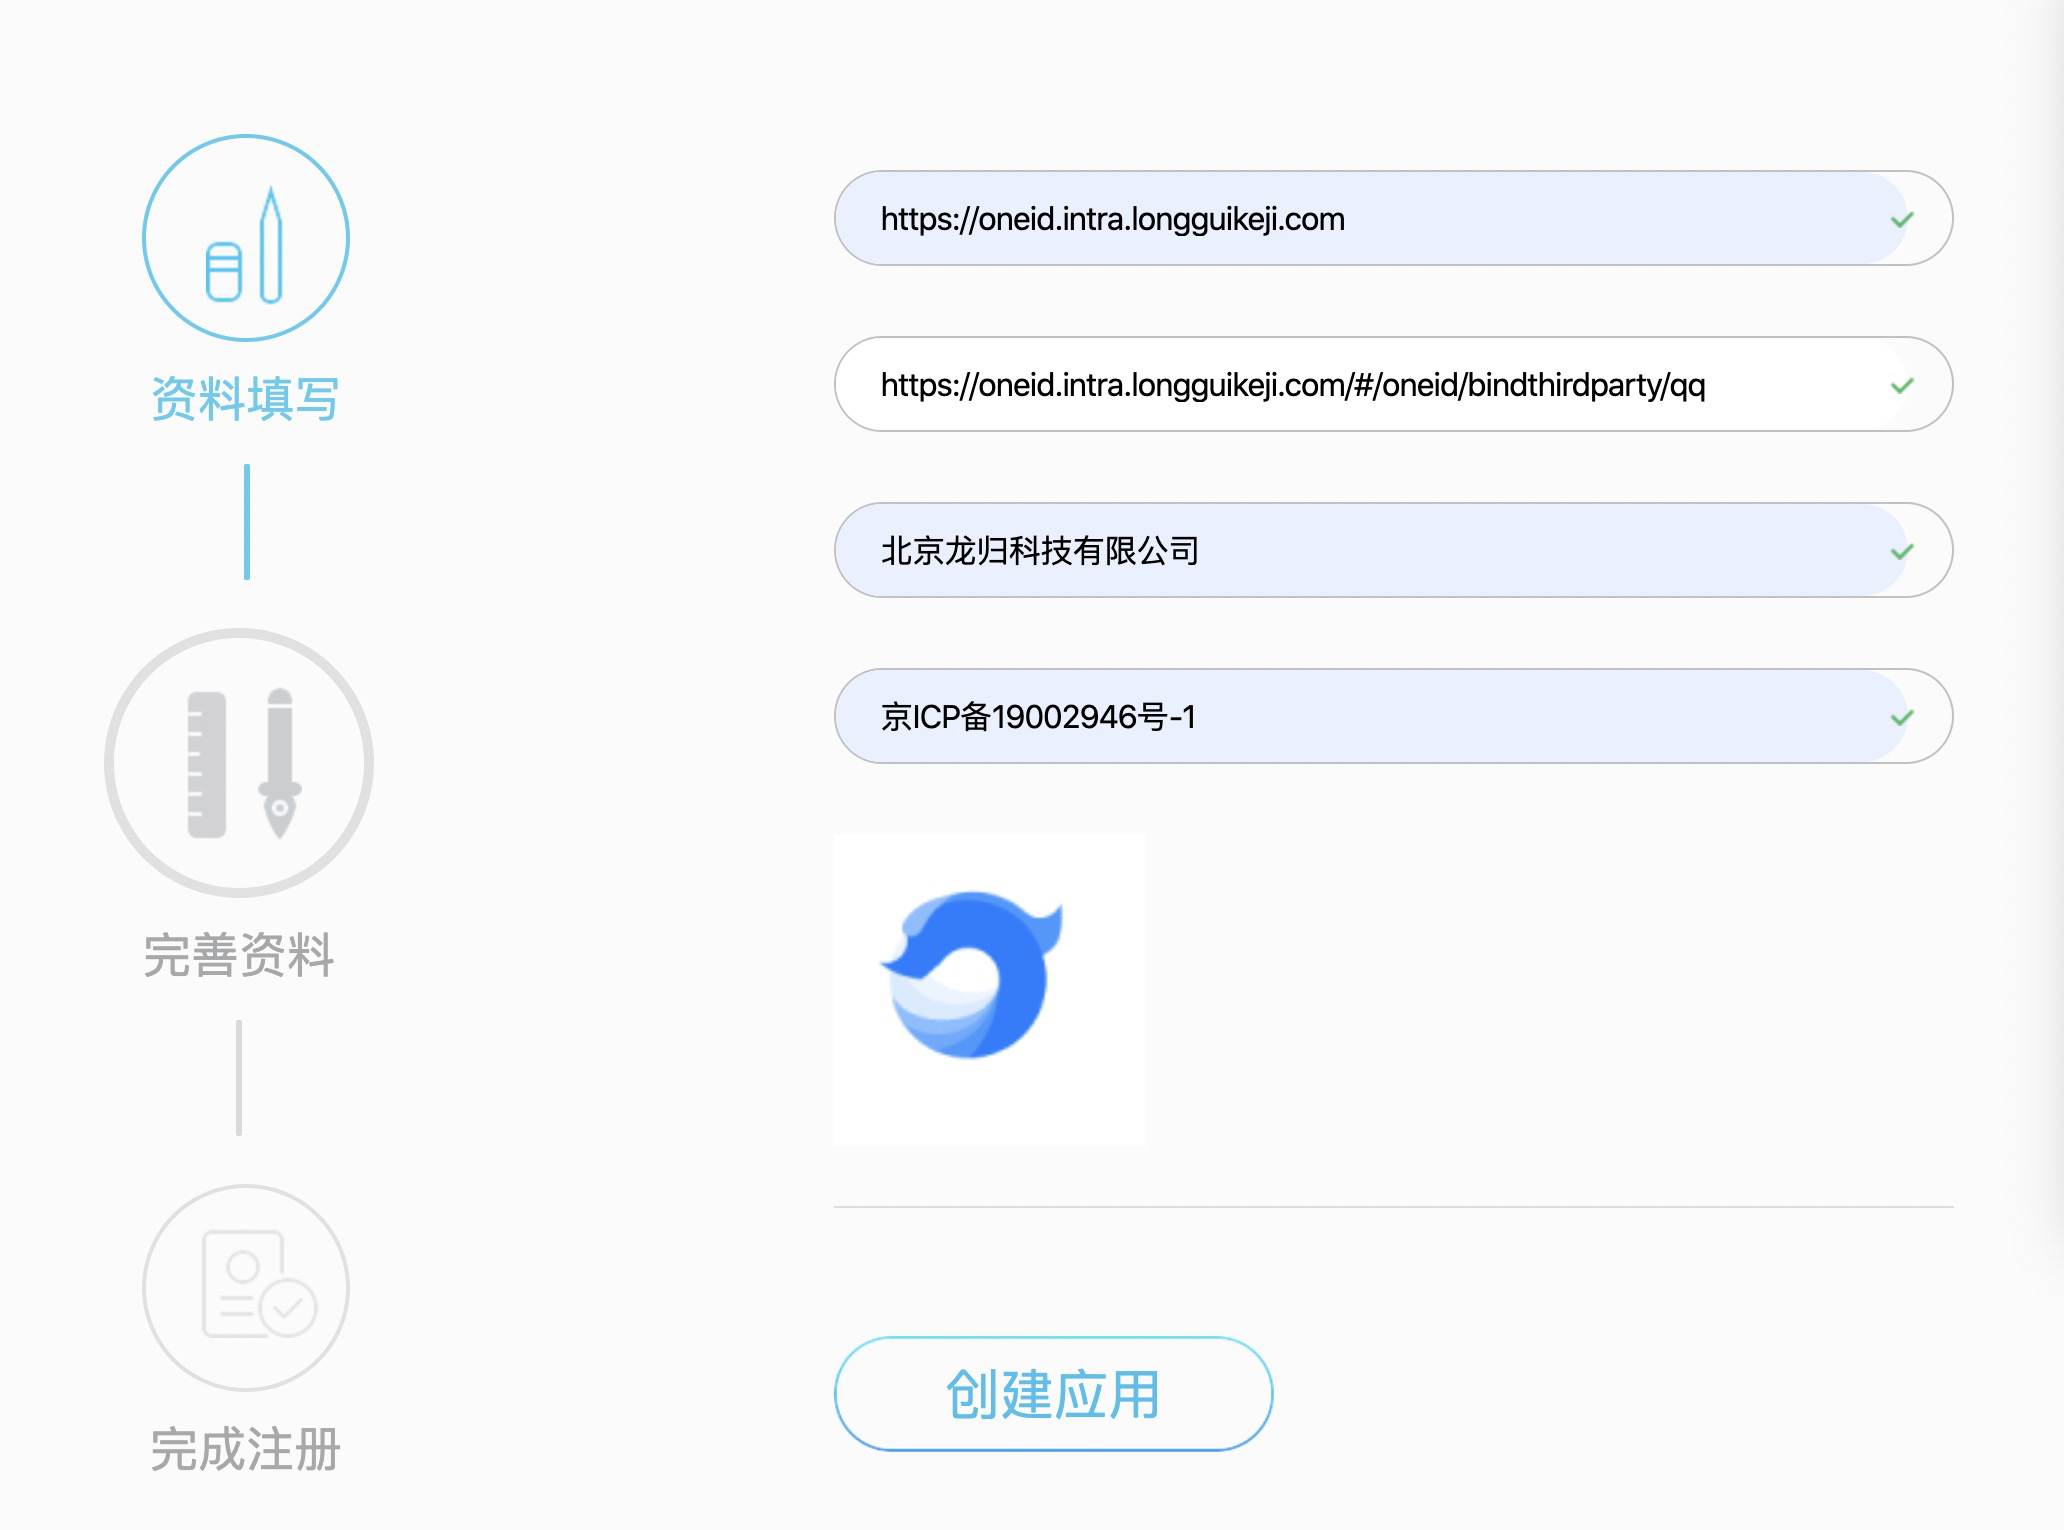 资料填写
完善资料
完成注册
https://oneid.intra.longguikeji.com
https://oneid.intra.longguikeji.com/#/oneid/bindthirdparty/qq
北京龙归科技有限公司
京ICP备19002946号-1
创建应用